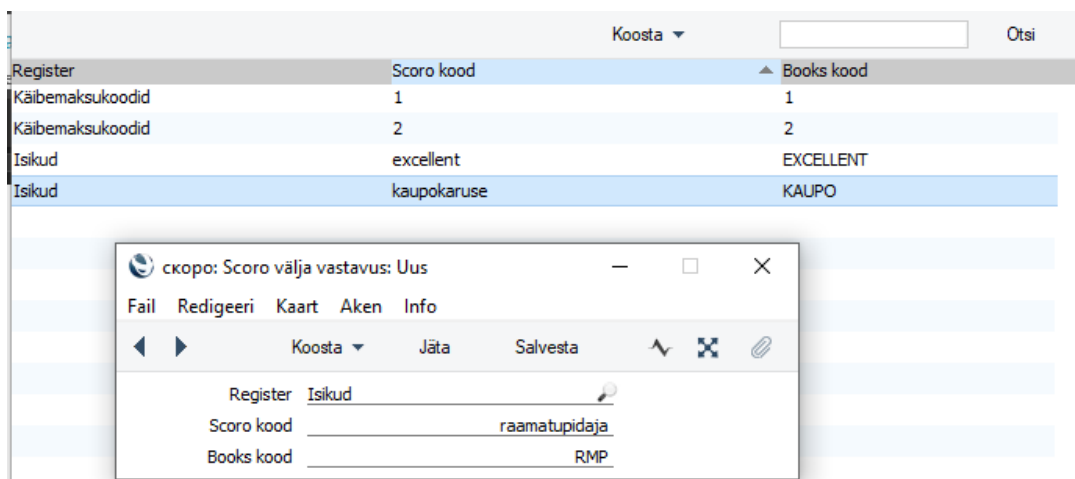 Koosta Otsi
Register Scoro kood Books kood
Käibemaksukoodid 1 1
Käibemaksukoodid 2 2
Isikud excellent EXCELLENT
Isikud kaupokaruse KAUPO
скоро: Scoro välja vastavus: Uus
Fail Redigeeri Kaart Aken Info
Koosta Jäta Salvesta
Register Isikud
Scoro kood raamatupidaja
Books kood RMP